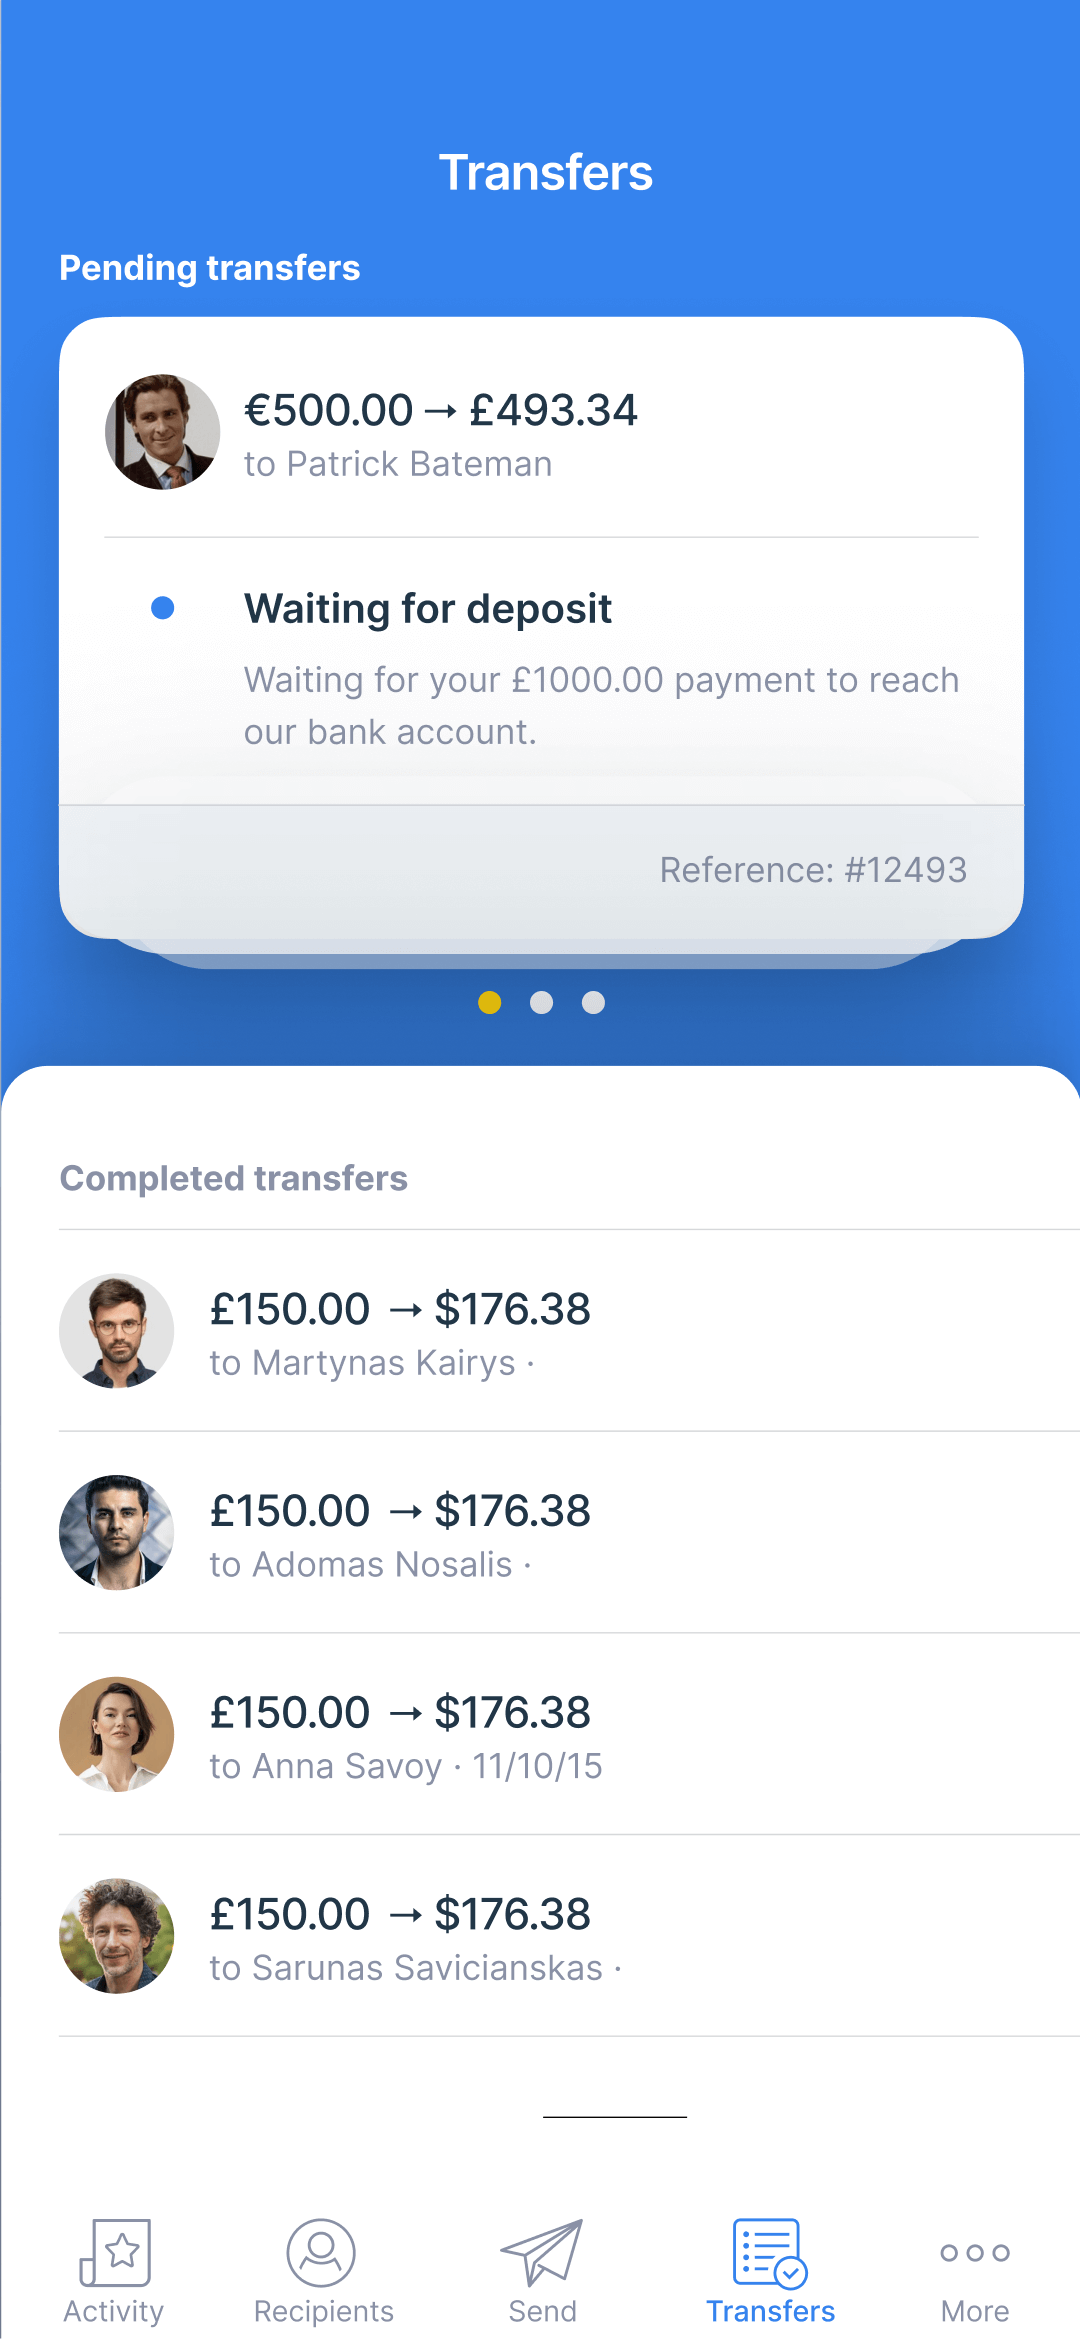 Transfers
Pending transfers
€500.00 → £493.34
to Patrick Bateman
Waiting for deposit
Waiting for your £1000.00 payment to reach
our bank account.
Reference: #12493
Completed transfers
£150.00 → $176.38
to Martynas Kairys ·
£150.00 → $176.38
to Adomas Nosalis ·
£150.00 → $176.38
to Anna Savoy · 11/10/15
£150.00 → $176.38
to Sarunas Savicianskas ·
Activity Recipients Send Transfers More